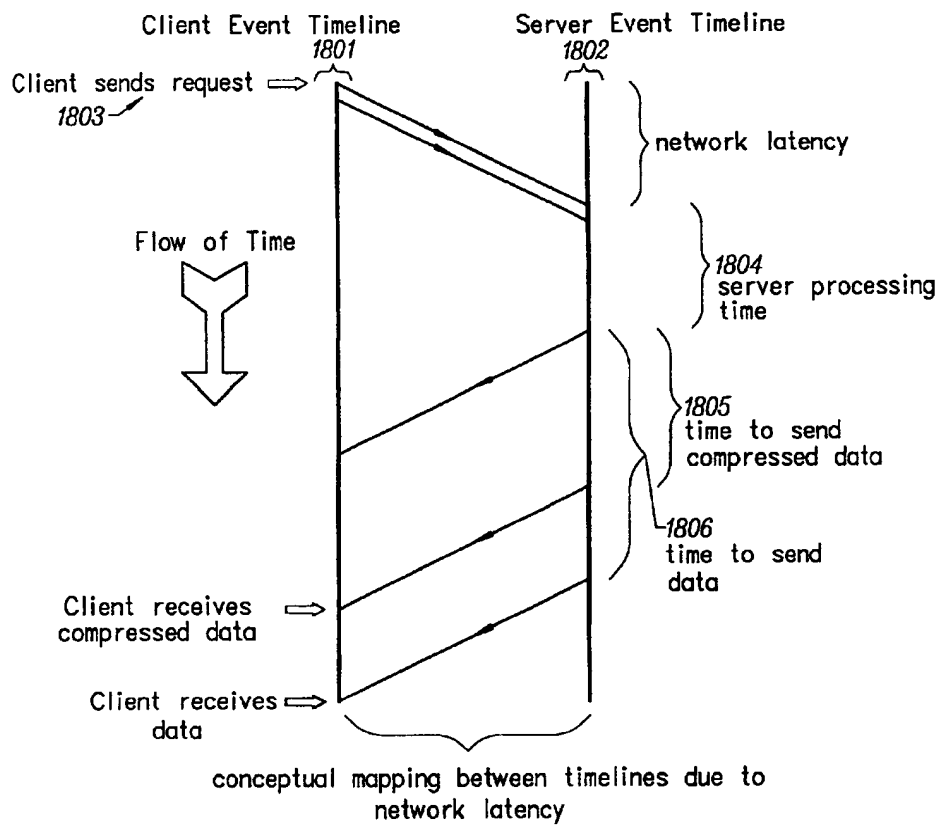 Client Event Timeline
1801
Server Event Timeline
1802
Client sends request
1803
network latency
Flow of Time
1804
server processing
time
1805
time to send
compressed data
1806
time to send
data
Client receives
compressed data
Client receives
data
conceptual mapping between timelines due to
network latency